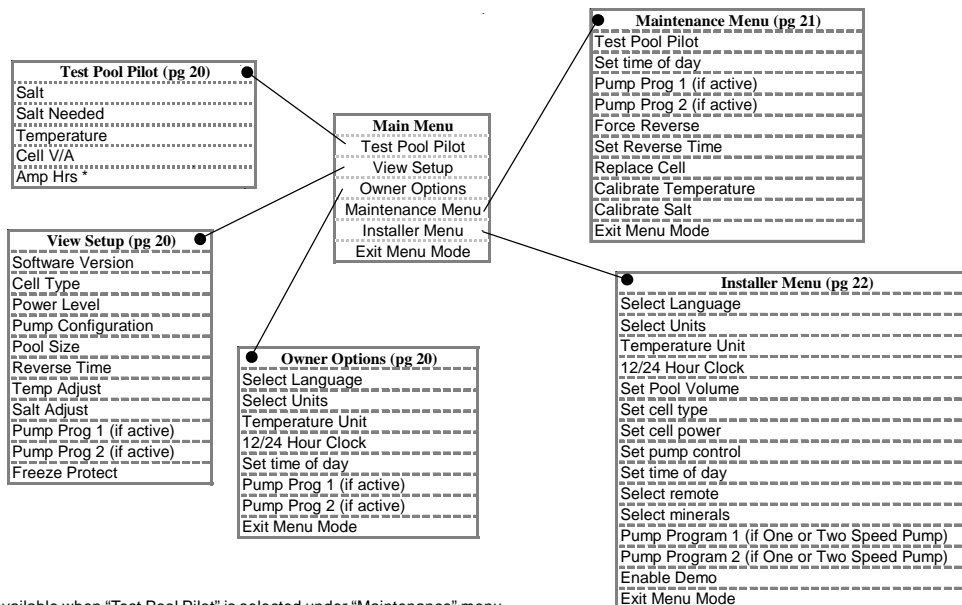 Maintenance Menu (pg 21)
Test Pool Pilot
Set time of day
Pump Prog 1 (if active)
Pump Prog 2 (if active)
Force Reverse
Set Reverse Time
Replace Cell
Calibrate Temperature
Calibrate Salt
Exit Menu Mode
Test Pool Pilot (pg 20)
Salt
Salt Needed
Temperature
Cell V/A
Amp Hrs *
Main Menu
Test Pool Pilot
View Setup
Owner Options
Maintenance Menu
Installer Menu
Exit Menu Mode
View Setup (pg 20)
Software Version
Cell Type
Power Level
Pump Configuration
Pool Size
Reverse Time
Temp Adjust
Salt Adjust
Pump Prog 1 (if active)
Pump Prog 2 (if active)
Freeze Protect
Owner Options (pg 20)
Select Language
Select Units
Temperature Unit
12/24 Hour Clock
Set time of day
Pump Prog 1 (if active)
Pump Prog 2 (if active)
Exit Menu Mode
Installer Menu (pg 22)
Select Language
Select Units
Temperature Unit
12/24 Hour Clock
Set Pool Volume
Set cell type
Set cell power
Set pump control
Set time of day
Select remote
Select minerals
Pump Program 1 (if One or Two Speed Pump)
Pump Program 2 (if One or Two Speed Pump)
Enable Demo
Exit Menu Mode
when "Test Pool Pilot" is selected under "Maintenance" menu